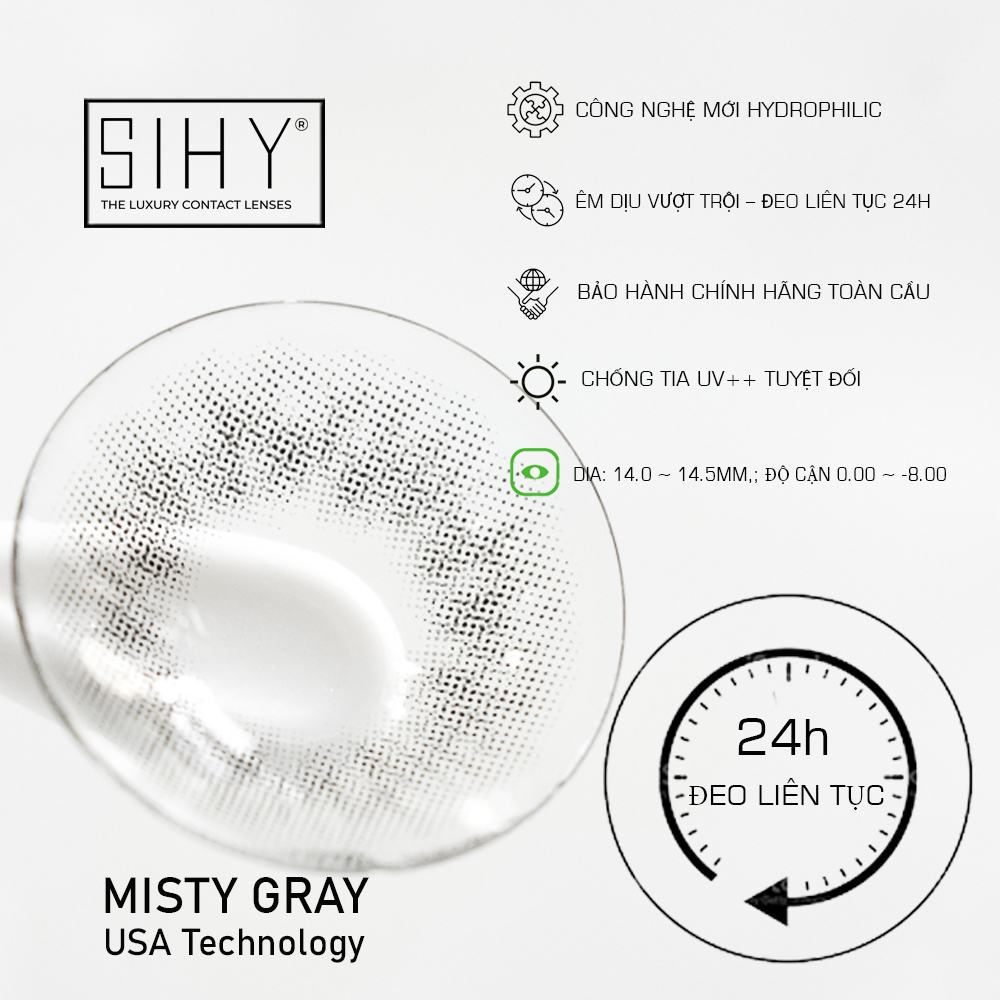 SIHY®
THE LUXURY CONTACT LENSES
CÔNG NGHỆ MỚI HYDROPHILIC
ÊM DỊU VƯỢT TRỘI – ĐEO LIÊN TỤC 24H
BẢO HÀNH CHÍNH HÃNG TOÀN CẦU
CHỐNG TIA UV++ TUYỆT ĐỐI
DIA: 14.0 ~ 14.5MM,; ĐỘ CẬN 0.00 ~ -8.00
24h
ĐEO LIÊN TỤC
MISTY GRAY
USA Technology